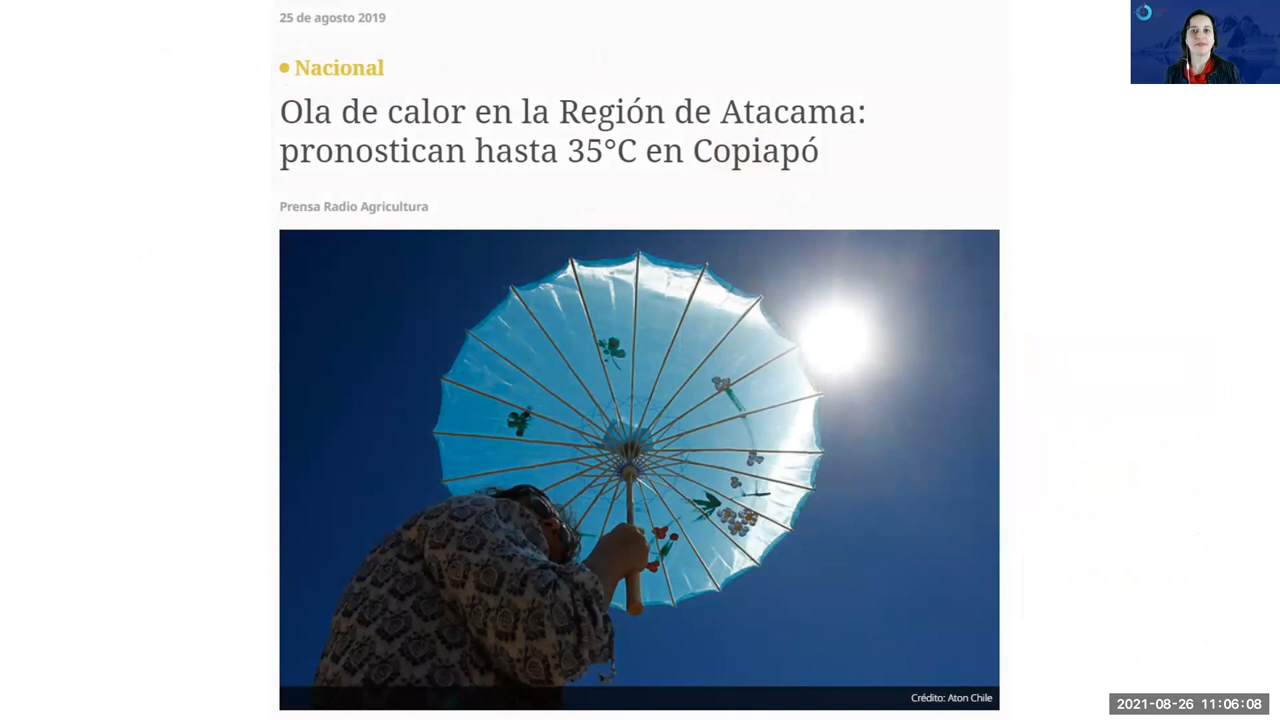 25 de agosto 2019
Nacional
Ola de calor en la Región de Atacama:
pronostican hasta 35°C en Copiapó
Prensa Radio Agricultura
Crédito: Aton Chile
2021-08-26 11:06:08